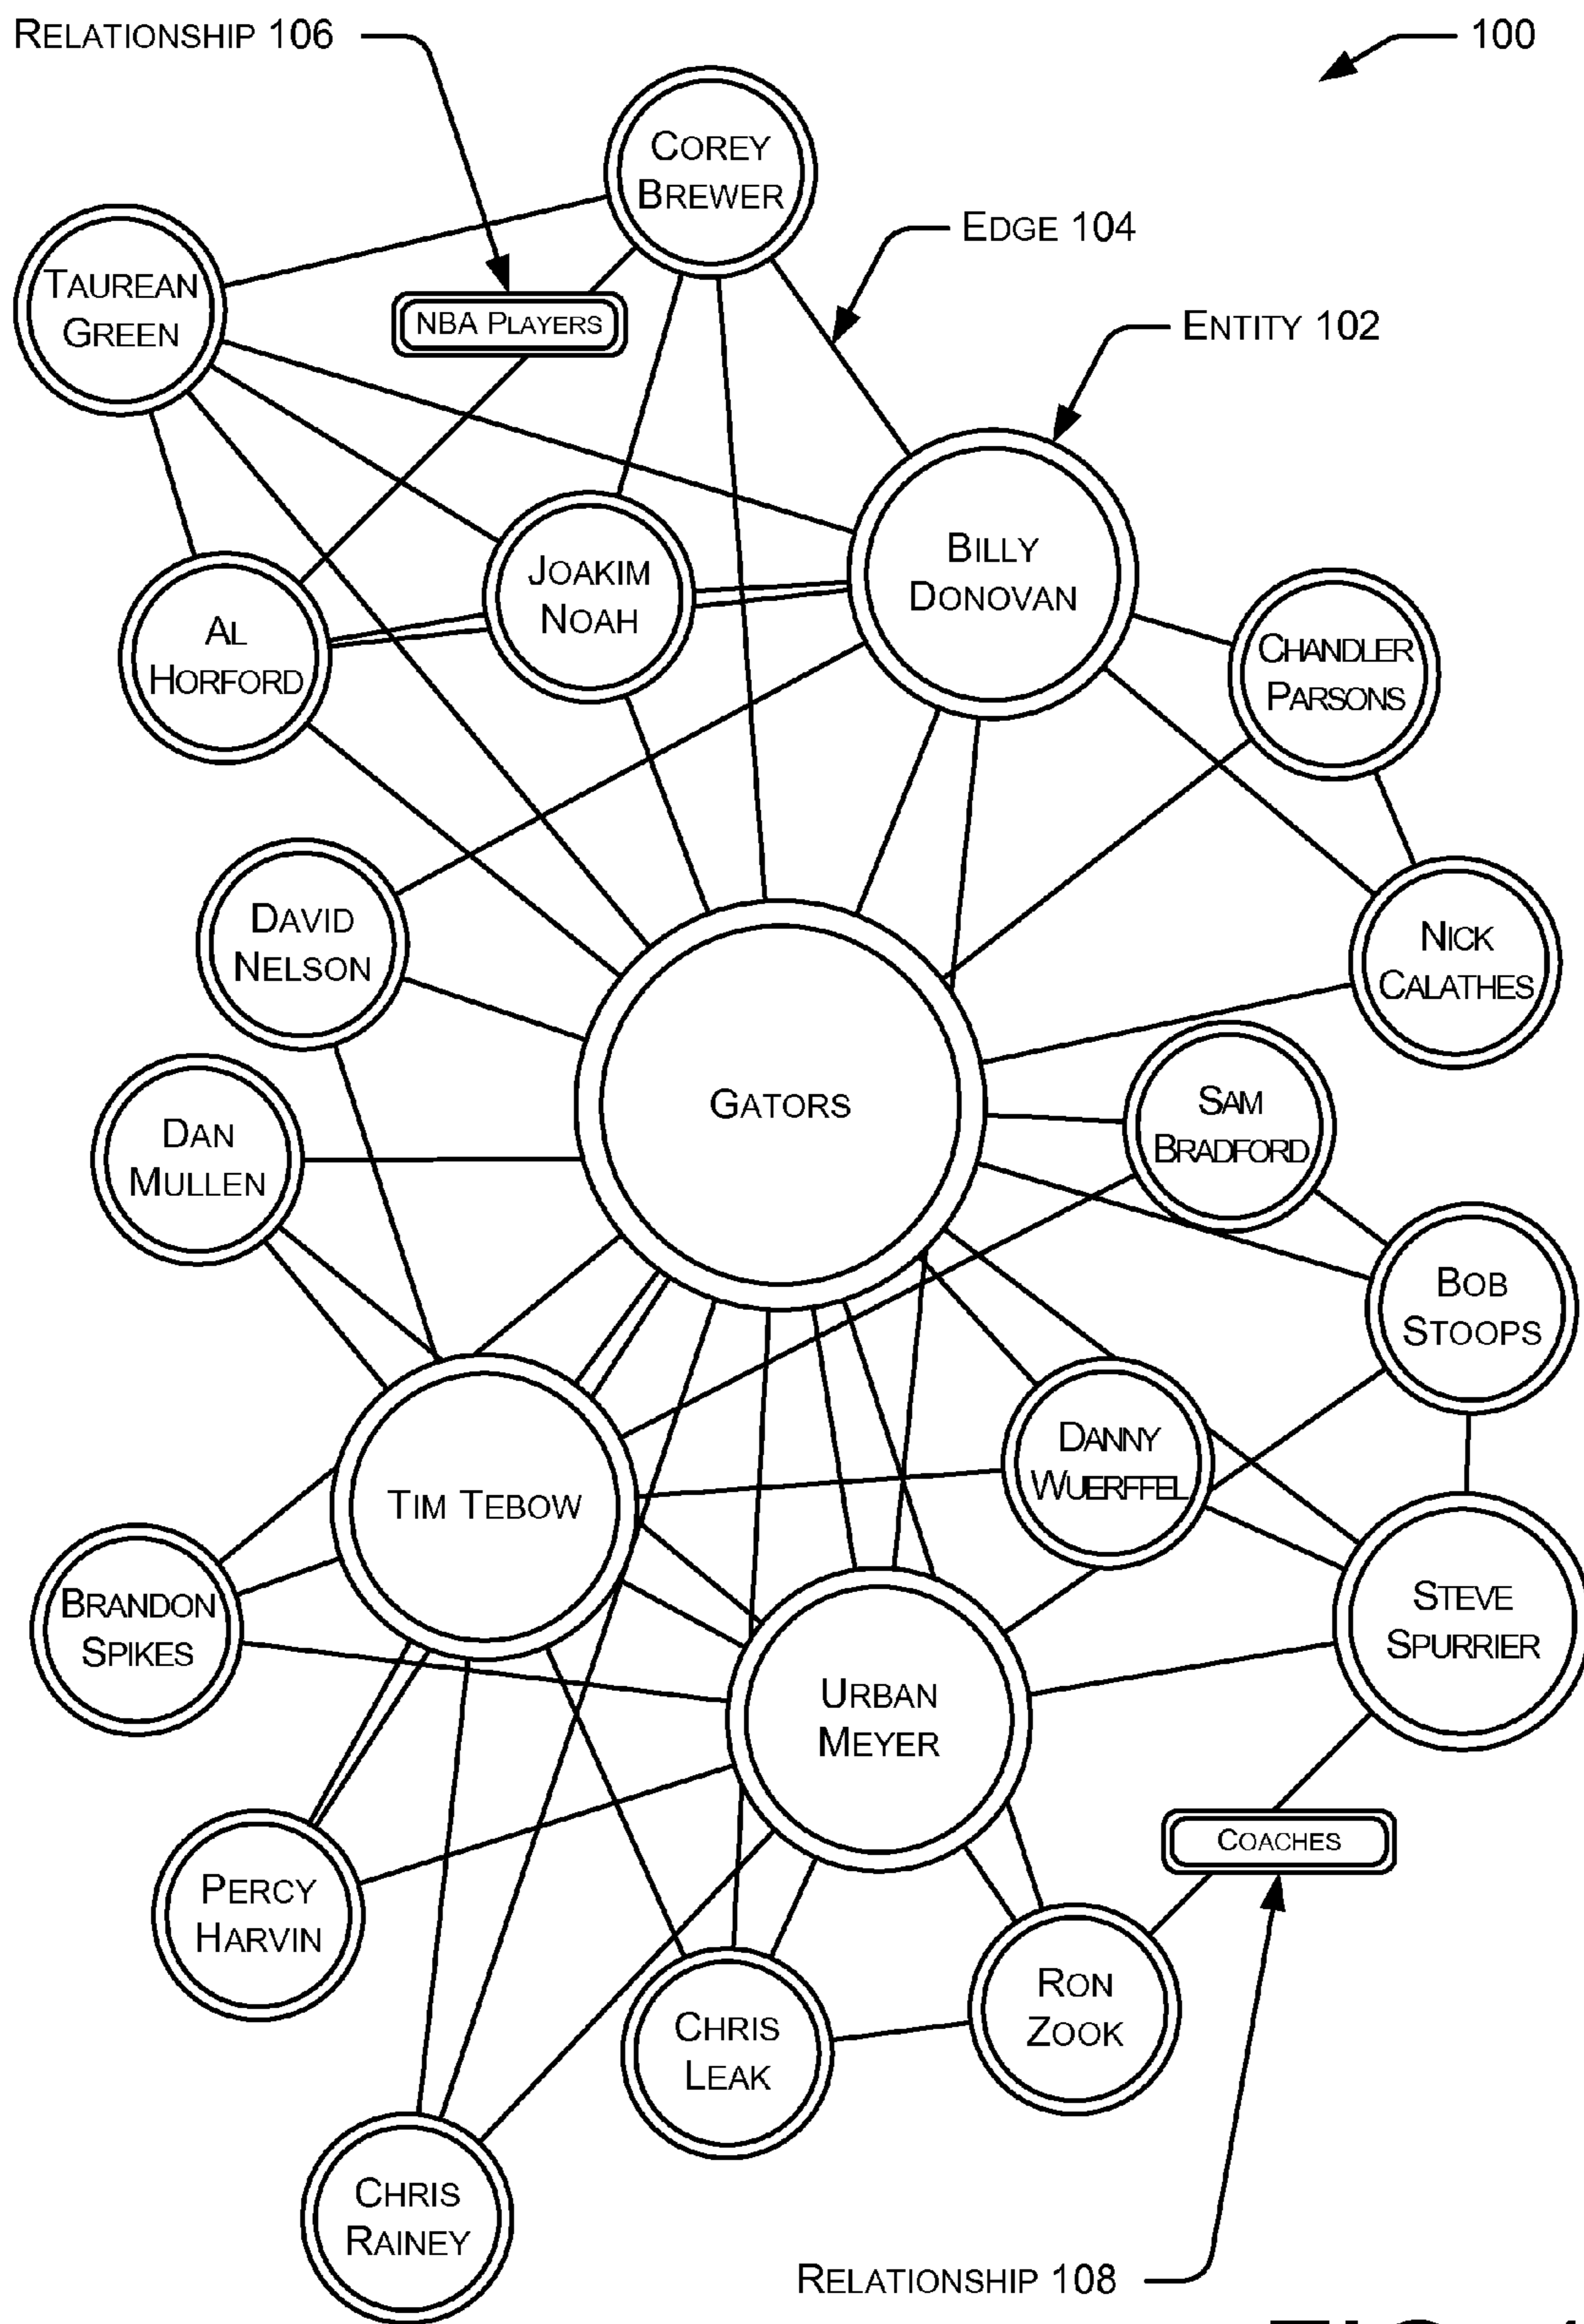 RELATIONSHIP 106
100
COREY
BREWER
EDGE 104
TAUREAN
GREEN
NBA PLAYERS
ENTITY 102
BILLY
DONOVAN
JOAKIM
NOAH
AL
HORFORD
CHANDLER
PARSONS
DAVID
NELSON
NICK
CALATHES
GATORS
SAM
BRADFORD
DAN
MULLEN
BOB
STOOPS
DANNY
WUERFFEL
TIM TEBOW
BRANDON
SPIKES
STEVE
SPURRIER
URBAN
MEYER
COACHES
PERCY
HARVIN
RON
ZOOK
CHRIS
LEAK
CHRIS
RAINEY
RELATIONSHIP 108